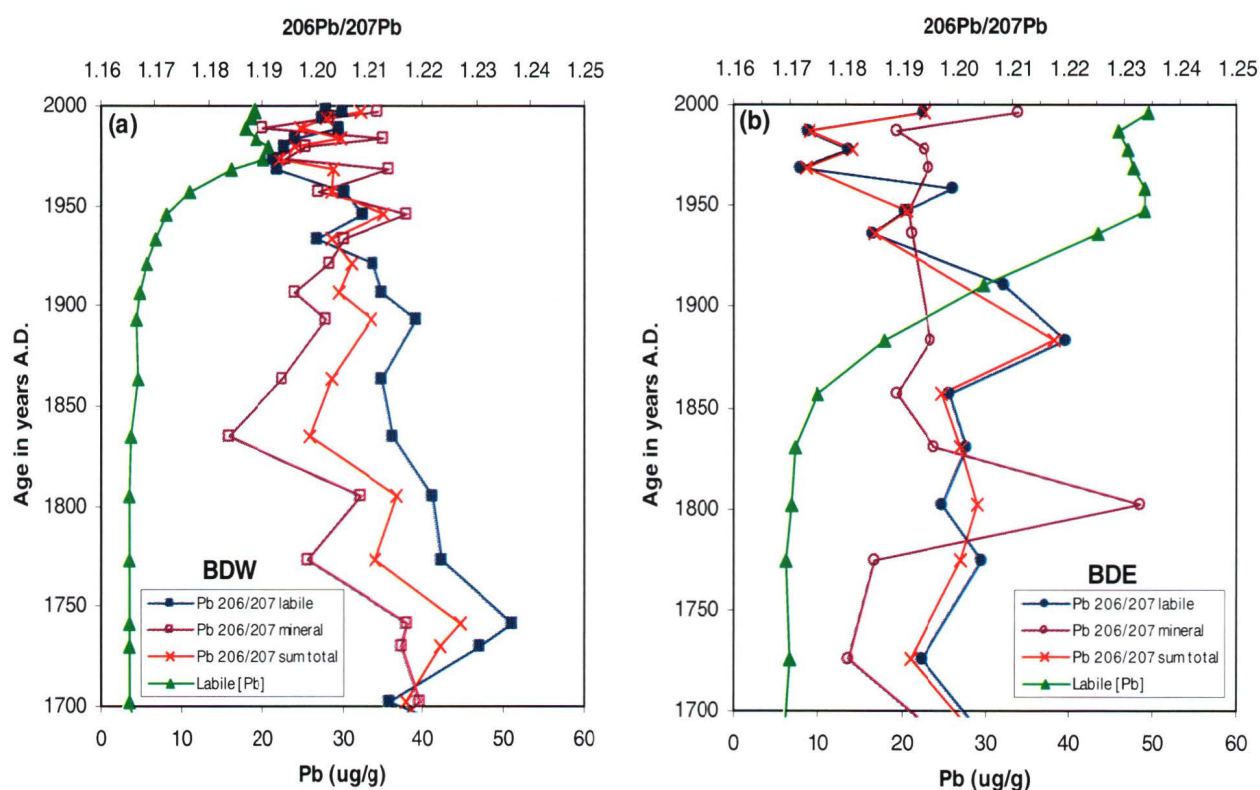 206Pb/207Pb
1.16 1.17 1.18 1.19 1.20 1.21 1.22 1.23 1.24 1.25
2000
(a)
1950
1900
1850
1800
1750
1700
Age in years A.D.
BDW
Pb 206/207 labile
Pb 206/207 mineral
Pb 206/207 sum total
Labile [Pb]
0 10 20 30 40 50 60
Pb (ug/g)
206Pb/207Pb
1.16 1.17 1.18 1.19 1.20 1.21 1.22 1.23 1.24 1.25
2000
(b)
1950
1900
1850
1800
1750
1700
Age in years A.D.
BDE
Pb 206/207 labile
Pb 206/207 mineral
Pb 206/207 sum total
Labile [Pb]
0 10 20 30 40 50 60
Pb (ug/g)